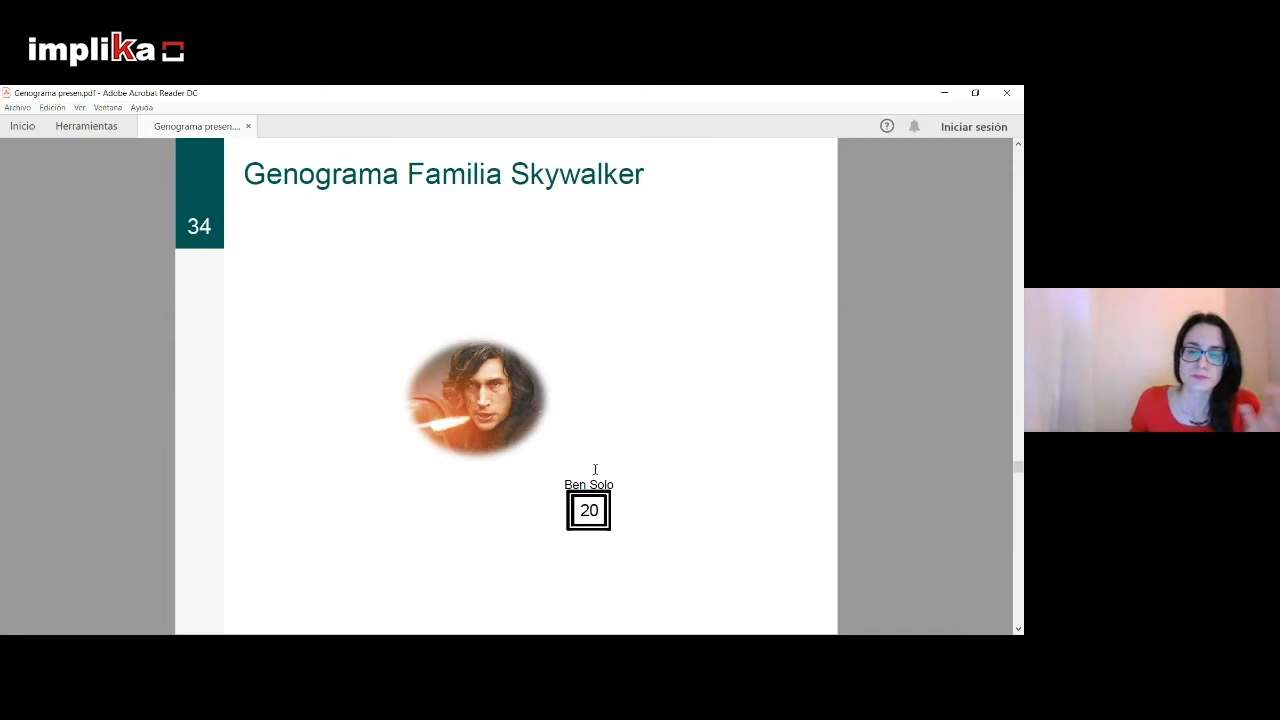 implika
Genograma presen.pdf - Adobe Acrobat Reader DC
Archivo Edición Ver Ventana Ayuda
Inicio Herramientas Genograma presen.... × Iniciar sesión
Genograma Familia Skywalker
34
Ben Solo
20